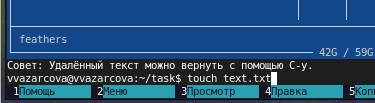 feathers
42G / 59G
Совет: Удалённый текст можно вернуть с помощью C-y.
vvazarcova@vvazarcova:~/task$ touch text.txt
1Помощь 2Меню 3Просмотр 4Правка 5Копи